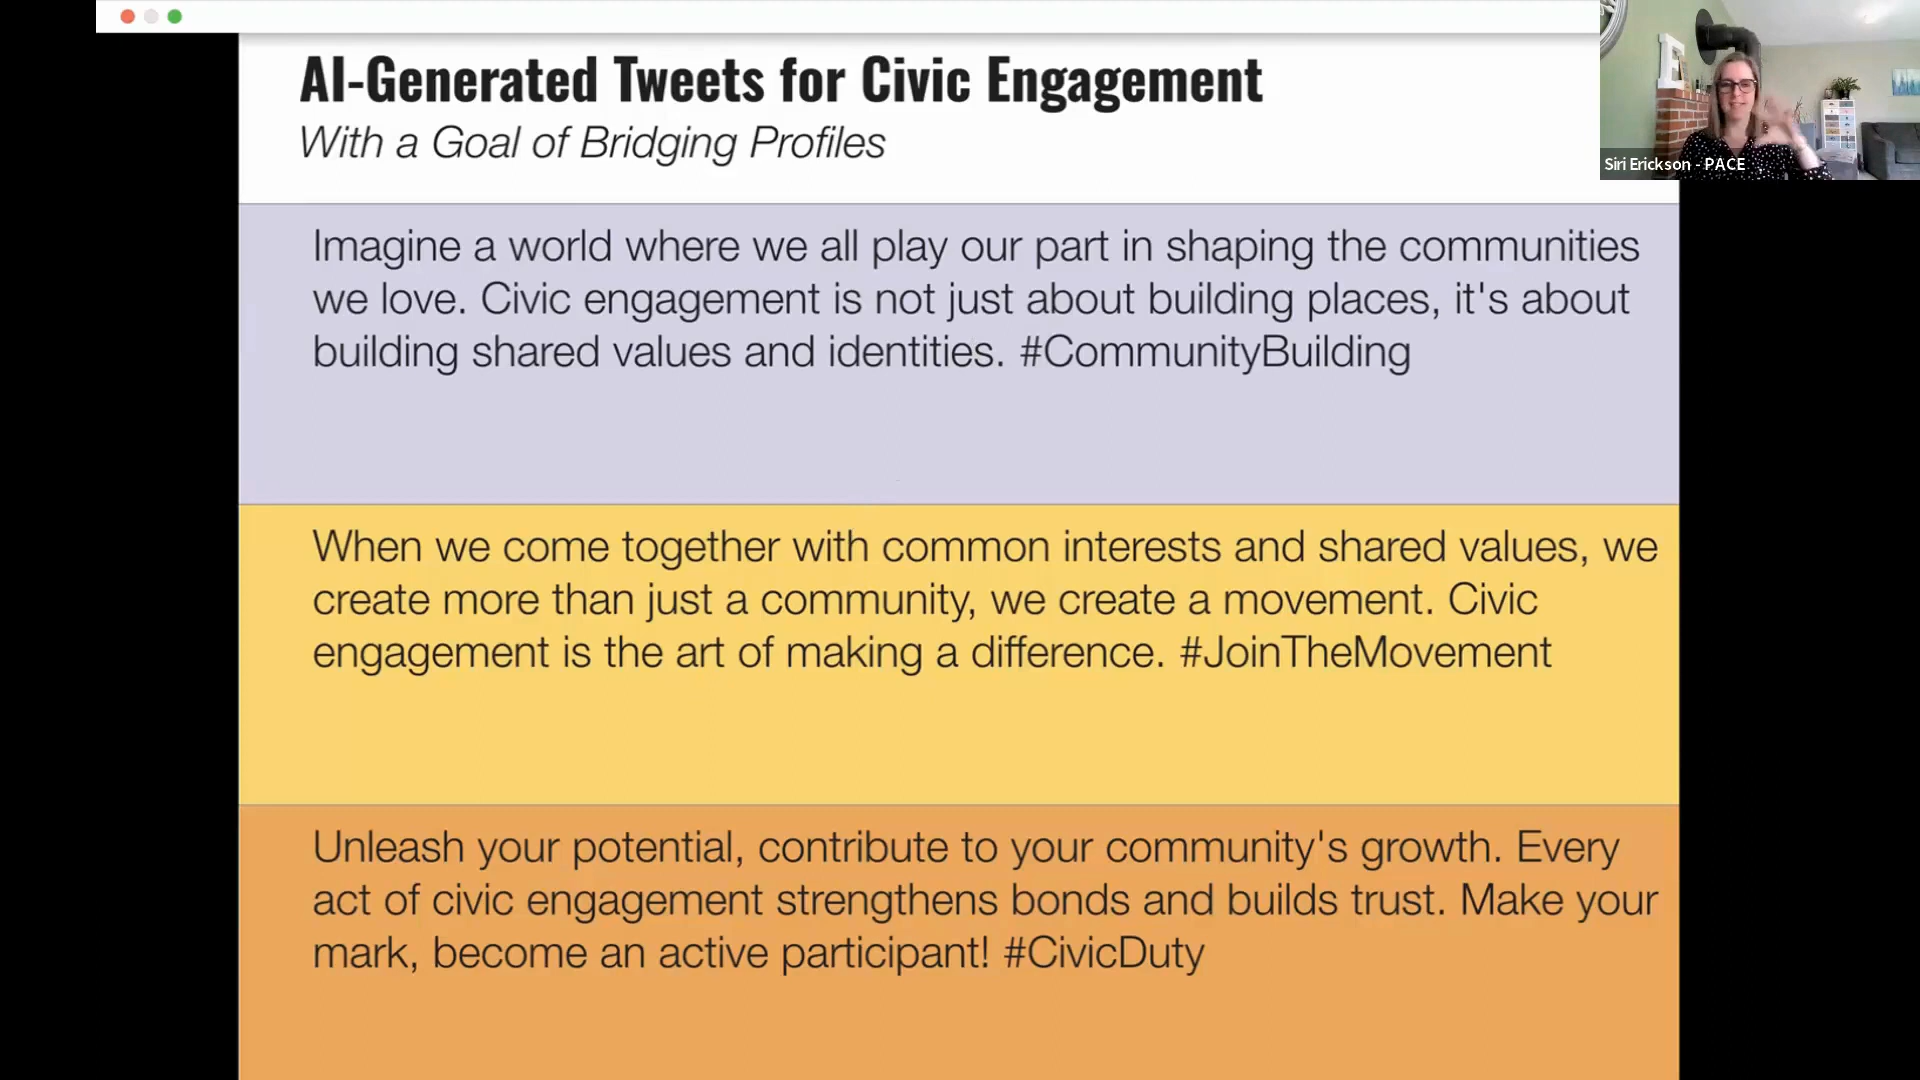 AI-Generated Tweets for Civic Engagement
With a Goal of Bridging Profiles
Siri Erickson - PACE
Imagine a world where we all play our part in shaping the communities
we love. Civic engagement is not just about building places, it's about
building shared values and identities. #CommunityBuilding
When we come together with common interests and shared values, we
create more than just a community, we create a movement. Civic
engagement is the art of making a difference. #JoinTheMovement
Unleash your potential, contribute to your community's growth. Every
act of civic engagement strengthens bonds and builds trust. Make your
mark, become an active participant! #CivicDuty